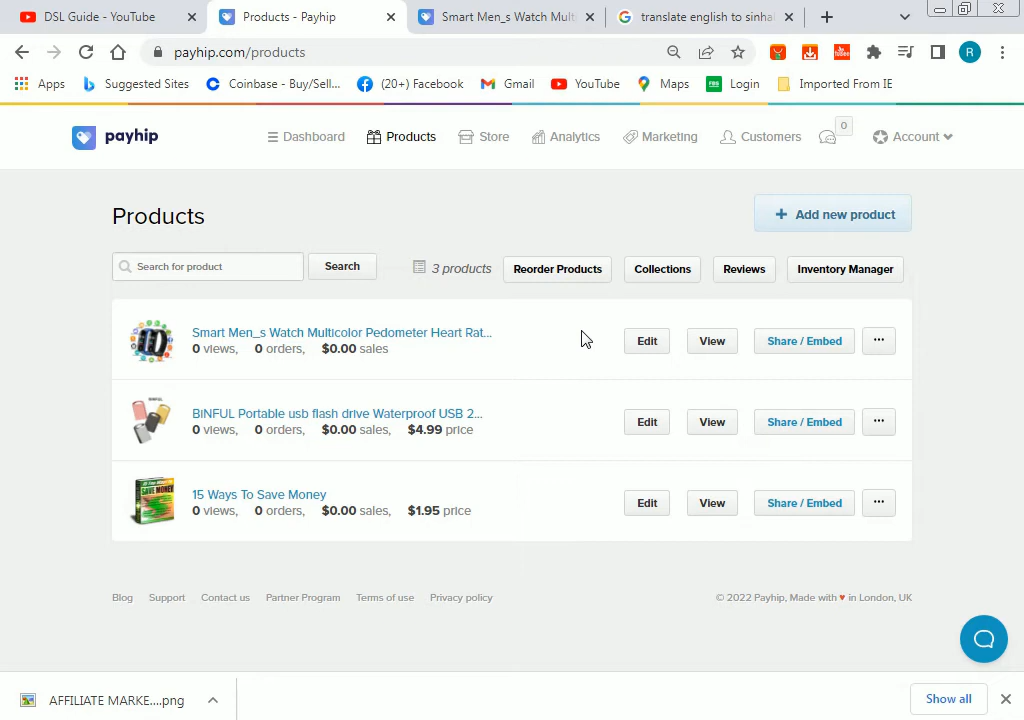 DSL Guide - YouTube
Products - Payhip
Smart Men_s Watch Mult
translate english to sinha
payhip.com/products
R
Apps
Suggested Sites
Coinbase - Buy/Sell...
(20+) Facebook
Gmail
YouTube
Maps
Login
Imported From IE
payhip
Dashboard
Products
Store
Analytics
Marketing
Customers
0
Account
Products
+ Add new product
Search for product
Search
3 products
Reorder Products
Collections
Reviews
Inventory Manager
Smart Men_s Watch Multicolor Pedometer Heart Rat...
0 views, 0 orders, $0.00 sales
Edit
View
Share / Embed
...
BINFUL Portable usb flash drive Waterproof USB 2...
0 views, 0 orders, $0.00 sales, $4.99 price
Edit
View
Share / Embed
...
15 Ways To Save Money
0 views, 0 orders, $0.00 sales, $1.95 price
Edit
View
Share / Embed
...
Blog
Support
Contact us
Partner Program
Terms of use
Privacy policy
© 2022 Payhip, Made with ♥ in London, UK
AFFILIATE MARKE....png
Show all